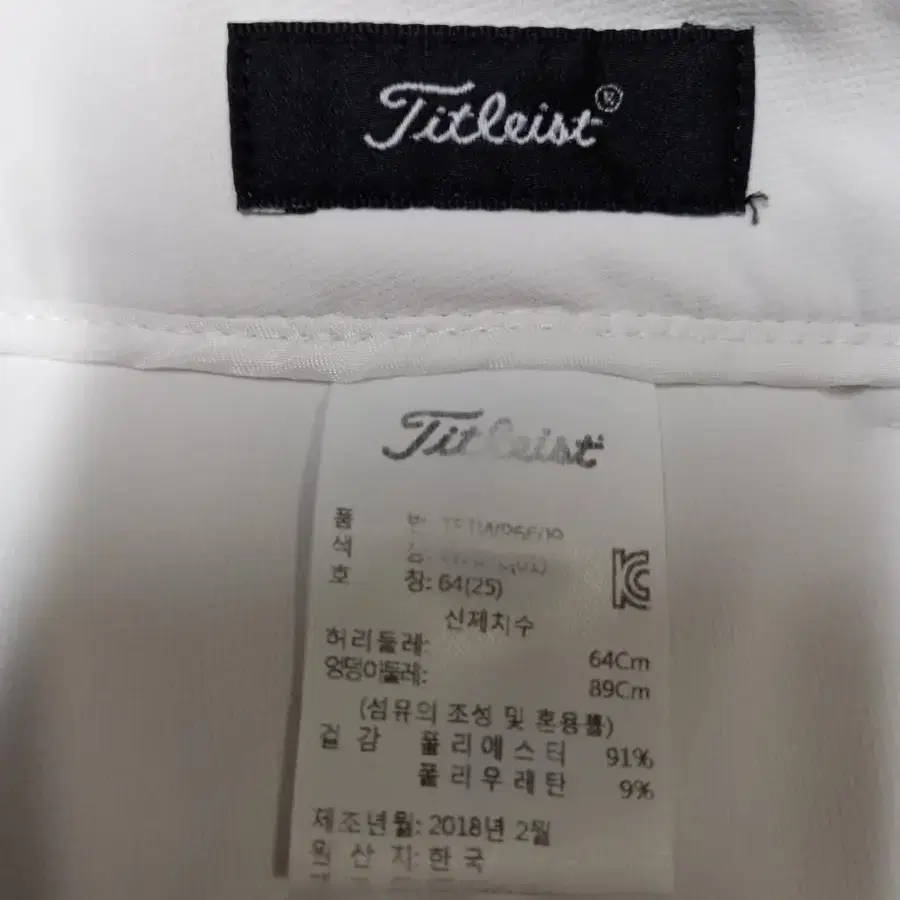 Titleist®
Titleist
품 번:
색 상:
호 칭: 64(25)
신체치수
허리둘레: 64Cm
엉덩이둘레: 89Cm
(섬유의 조성 및 혼용률)
겉 감 폴리에스터 91%
폴리우레탄 9%
제조년월: 2018년 2월
원 산 지: 한국